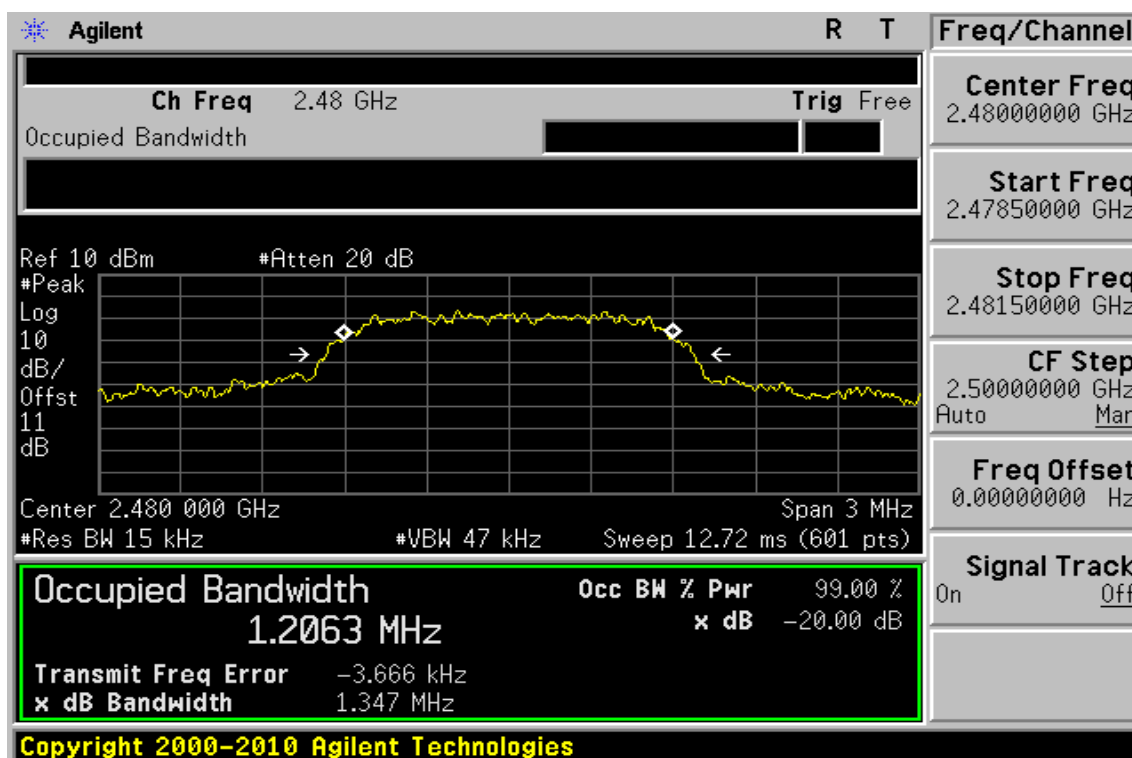 Agilent R T
Ch Freq 2.48 GHz Trig Free
Occupied Bandwidth
Ref 10 dBm #Atten 20 dB
#Peak
Log
10
dB/
Offst
11
dB
Center 2.480 000 GHz Span 3 MHz
#Res BW 15 kHz #VBW 47 kHz Sweep 12.72 ms (601 pts)
Occupied Bandwidth Occ BW % Pwr 99.00 %
1.2063 MHz x dB -20.00 dB
Transmit Freq Error -3.666 kHz
x dB Bandwidth 1.347 MHz
Copyright 2000-2010 Agilent Technologies
Freq/Channel
Center Freq
2.48000000 GHz
Start Freq
2.47850000 GHz
Stop Freq
2.48150000 GHz
CF Step
2.50000000 GHz
Auto Man
Freq Offset
0.00000000 Hz
Signal Track
On Off